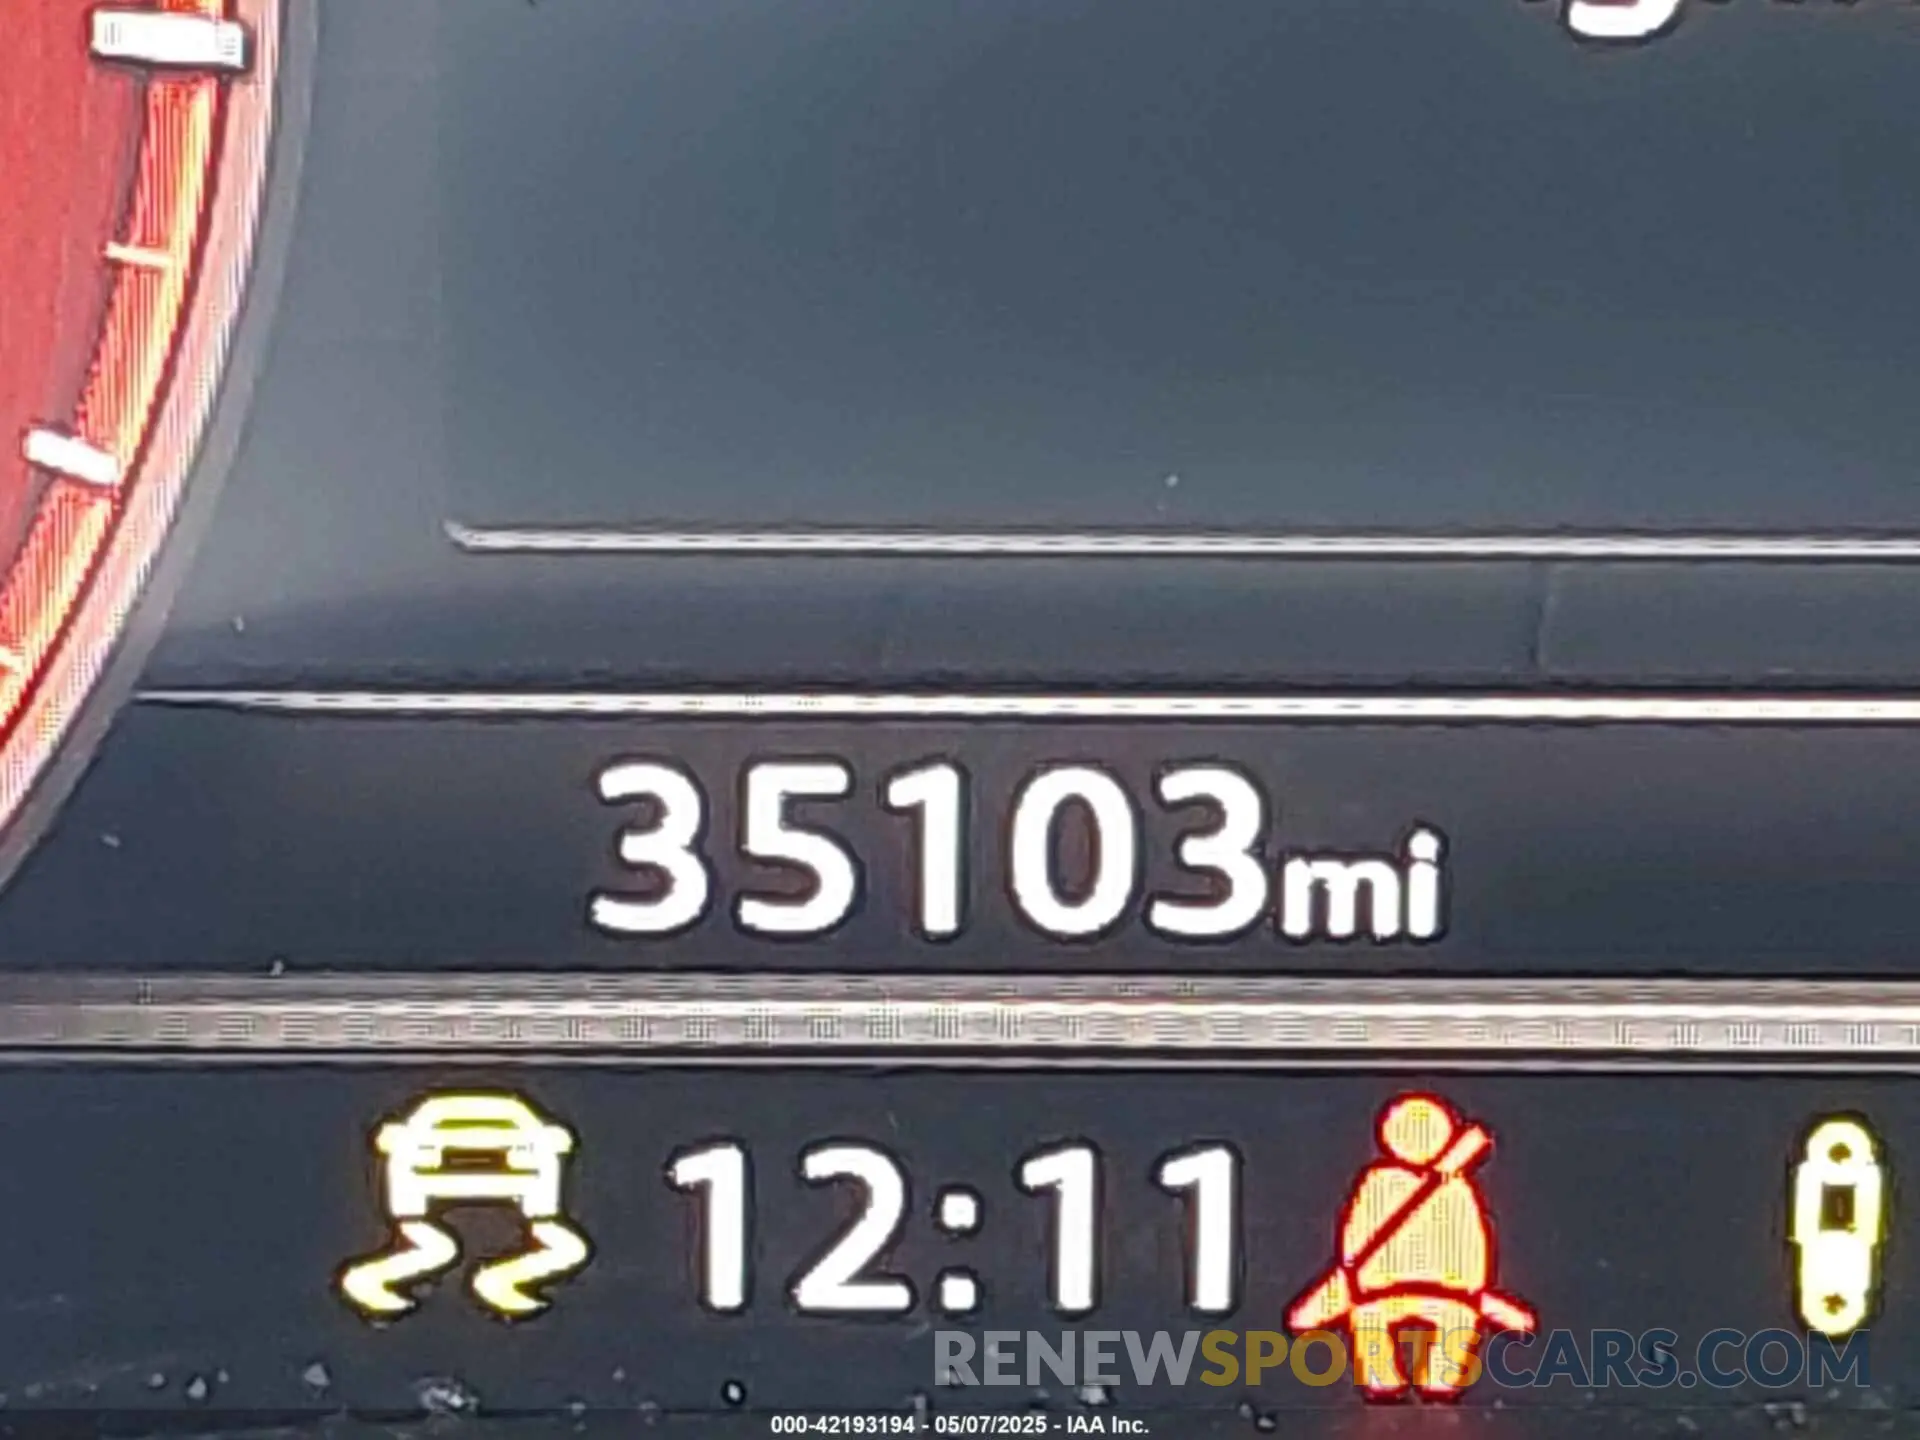 35103mi
12:11
RENEWSPORTSCARS.COM
000-42193194 - 05/07/2025 - IAA Inc.